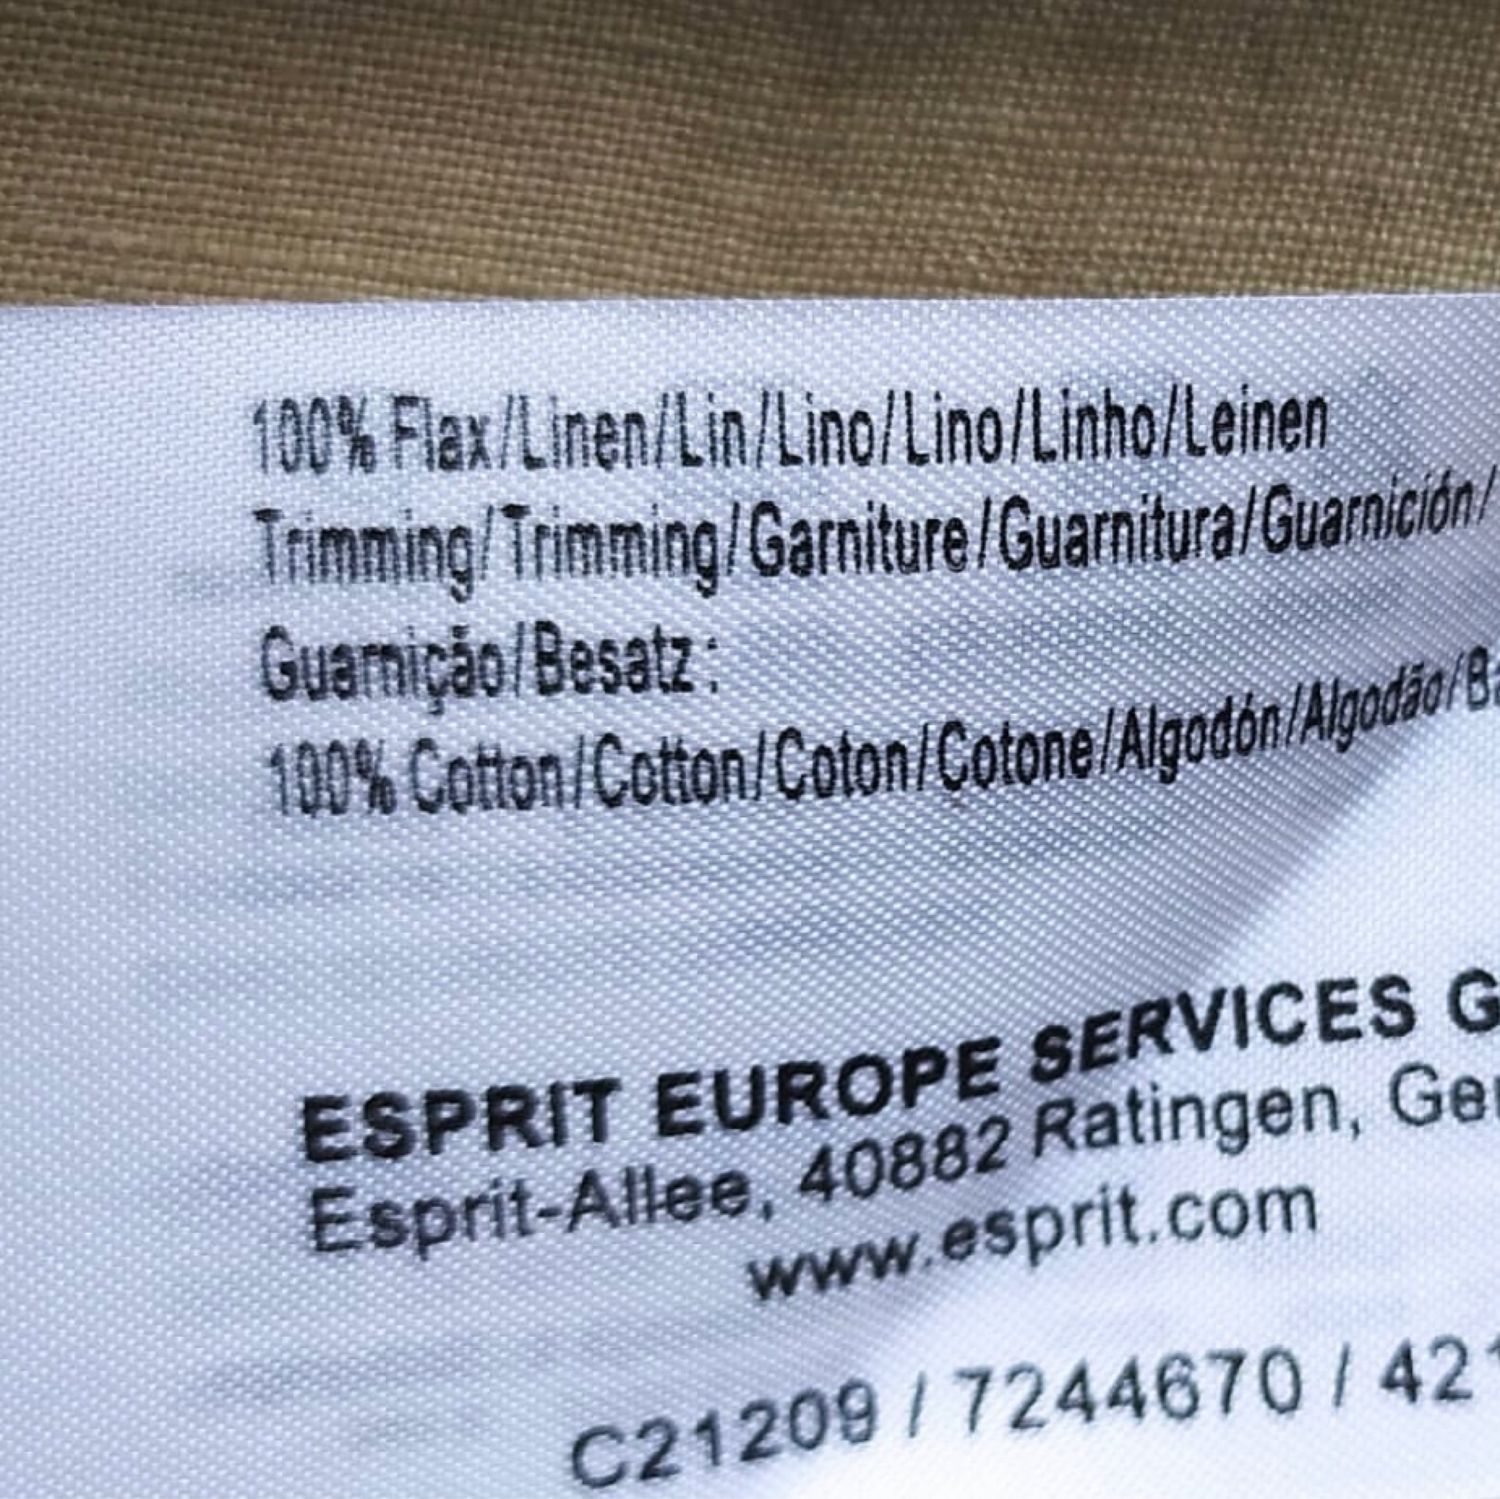 100% Flax/Linen/Lin/Lino/Lino/Linho/Leinen
Trimming/Trimming/Garniture/Guarnitura/Guarnición/
Guarnição/Besatz:
100% Cotton/Cotton/Coton/Cotone/Algodón/Algodão/
ESPRIT EUROPE SERVICES
Esprit-Allee, 40882 Ratingen,
www.esprit.com
C21209 / 7244670 /